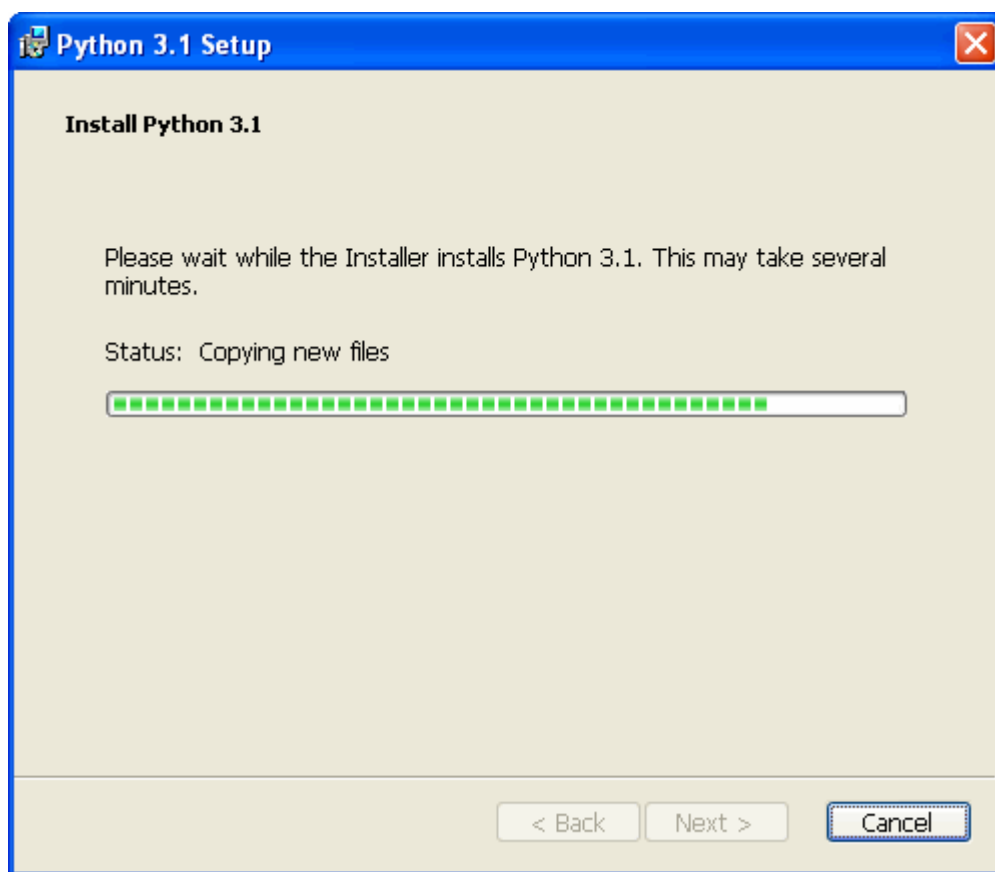 Python 3.1 Setup
Install Python 3.1
Please wait while the Installer installs Python 3.1. This may take several
minutes.
Status: Copying new files
< Back Next > Cancel